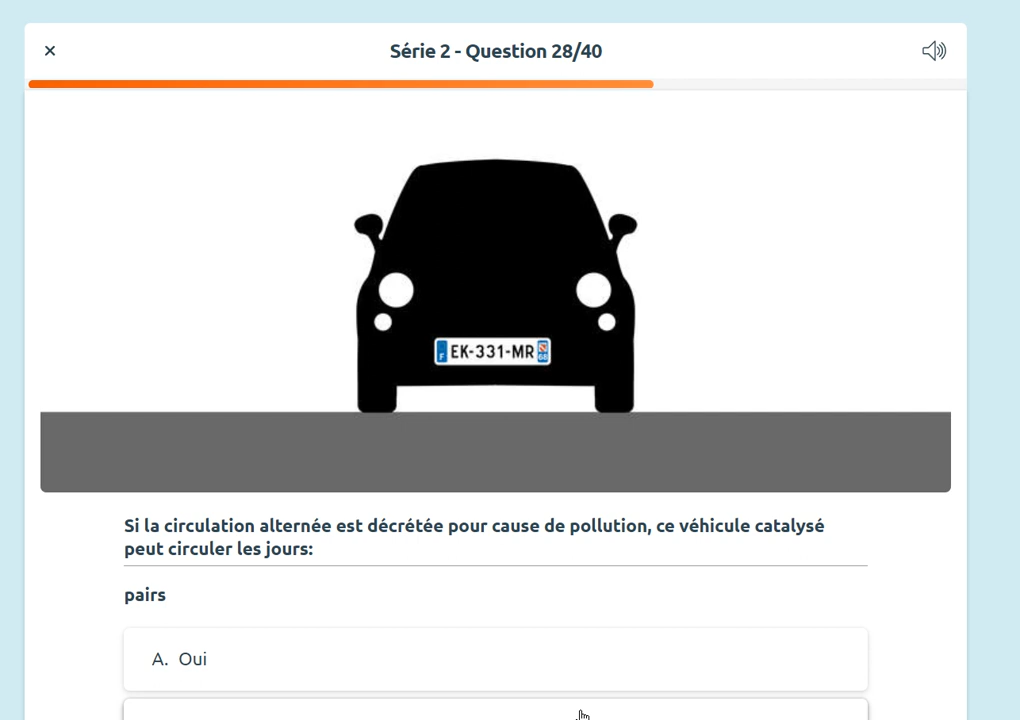 ×
Série 2 - Question 28/40
F
EK-331-MR
68
Si la circulation alternée est décrétée pour cause de pollution, ce véhicule catalysé
peut circuler les jours:
pairs
A. Oui